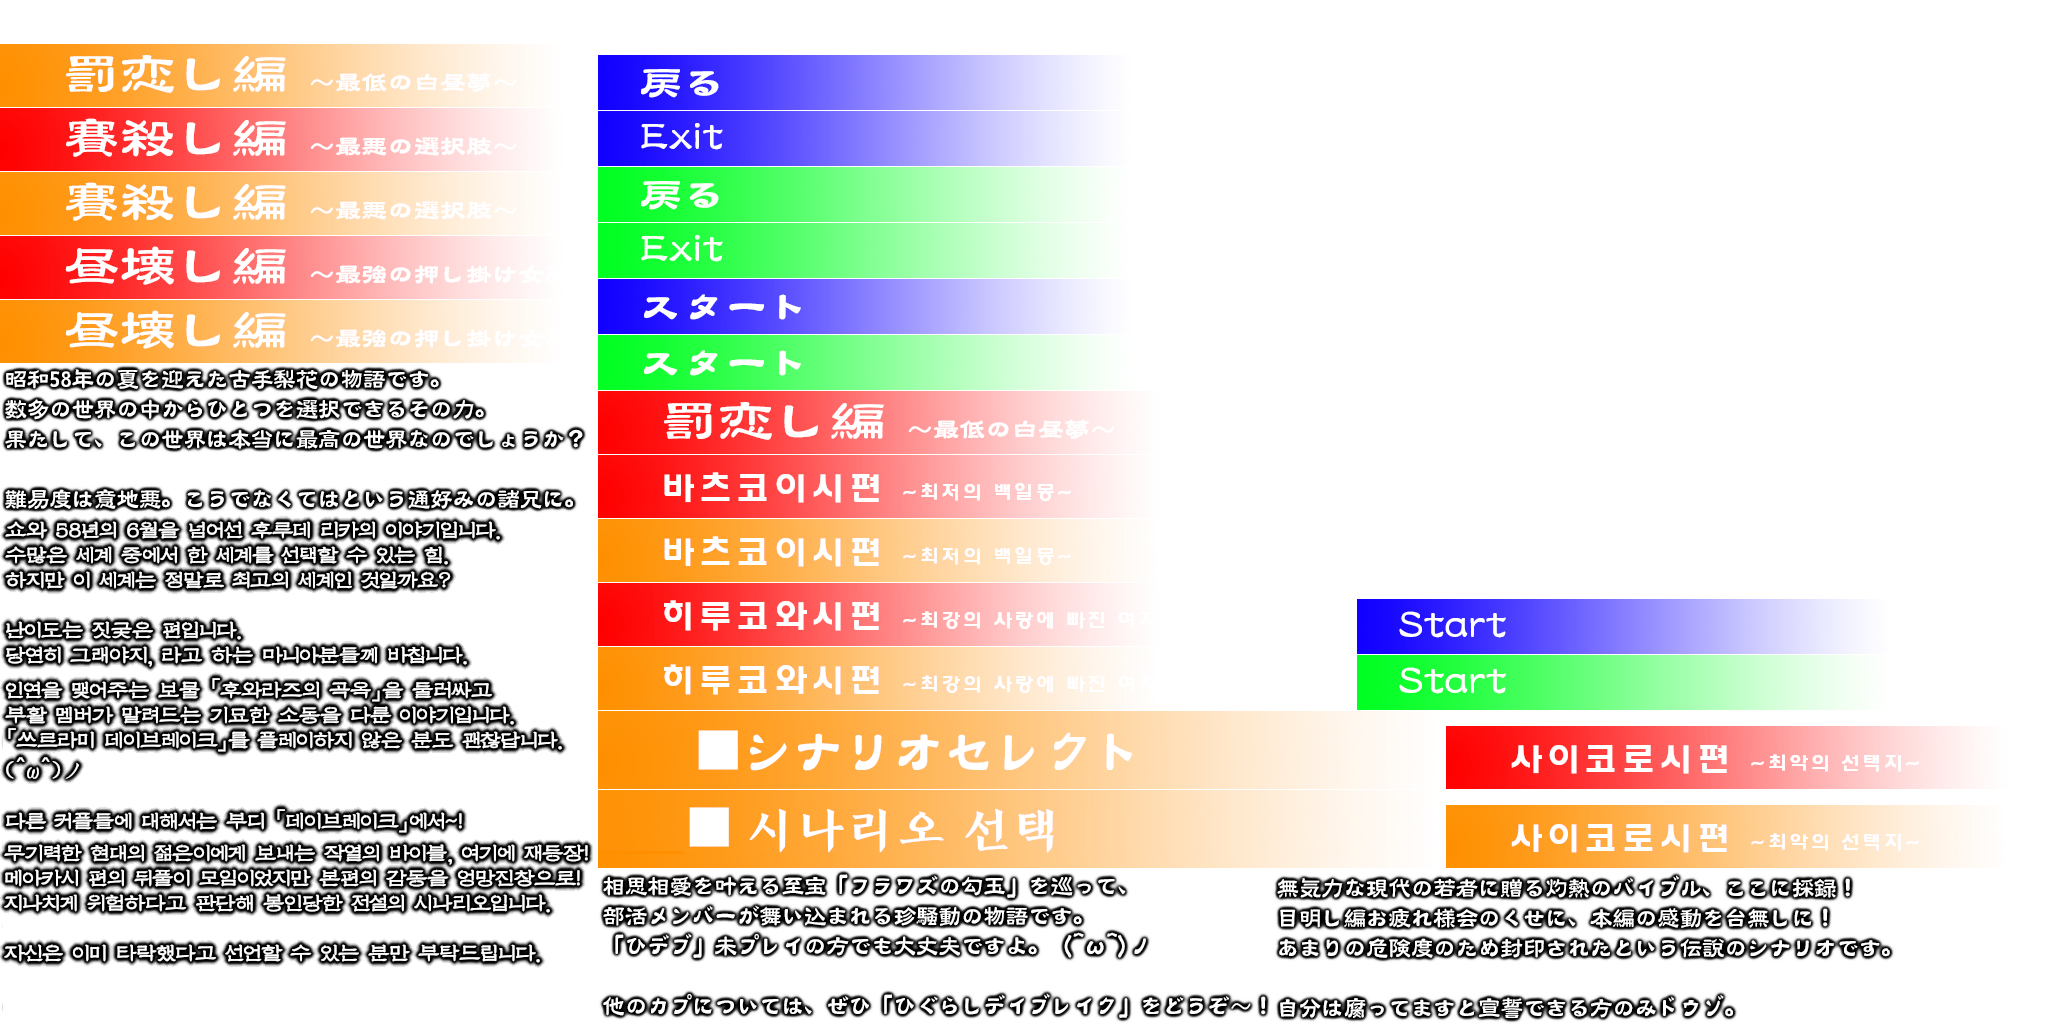 罰恋し編 ～最低の白昼夢～
賽殺し編 ～最悪の選択肢～
賽殺し編 ～最悪の選択肢～
昼壊し編 ～最強の押し掛け女
昼壊し編 ～最強の押し掛け女
昭和58年の夏を迎えた古手梨花の物語です。
数多の世界の中からひとつを選択できるその力。
果たして、この世界は本当に最高の世界なのでしょうか？
難易度は意地悪。こうでなくてはという通好みの諸兄に。
쇼와 58년의 6월을 넘어선 후루데 리카의 이야기입니다.
수많은 세계 중에서 한 세계를 선택할 수 있는 힘.
하지만 이 세계는 정말로 최고의 세계인 것일까요?
난이도는 짓궂은 편입니다.
당연히 그래야지, 라고 하는 마니아분들께 바칩니다.
인연을 맺어주는 보물 「후와라즈의 곡옥」을 둘러싸고
부활 멤버가 말려드는 기묘한 소동을 다룬 이야기입니다.
「쓰르라미 데이브레이크」를 플레이하지 않은 분도 괜찮답니다.
(^ω^)ノ
다른 커플들에 대해서는 부디 「데이브레이크」에서~!
무기력한 현대의 젊은이에게 보내는 작열의 바이블, 여기에 재등장!
메아카시 편의 뒤풀이 모임이었지만 본편의 감동을 엉망진창으로!
지나치게 위험하다고 판단해 봉인당한 전설의 시나리오입니다.
자신은 이미 타락했다고 선언할 수 있는 분만 부탁드립니다.
戻る
Exit
戻る
Exit
スタート
スタート
罰恋し編 ～最低の白昼夢～
바츠코이시편 ~최저의 백일몽~
바츠코이시편 ~최저의 백일몽~
히루코와시편 ~최강의 사랑에 빠진 여
히루코와시편 ~최강의 사랑에 빠진 여
■シナリオセレクト
■ 시나리오 선택
相思相愛を叶える至宝「フラワズの勾玉」を巡って、
部活メンバーが舞い込まれる珍騒動の物語です。
「ひデブ」未プレイの方でも大丈夫ですよ。（^ω^)ノ
他のカプについては、ぜひ「ひぐらしデイブレイク」をどうぞ～！
Start
Start
사이코로시편 ~최악의 선택지~
사이코로시편 ~최악의 선택지~
無気力な現代の若者に贈る灼熱のバイブル、ここに採録！
目明し編お疲れ様会のくせに、本編の感動を台無しに！
あまりの危険度のため封印されたという伝説のシナリオです。
自分は腐ってますと宣誓できる方のみドウゾ。